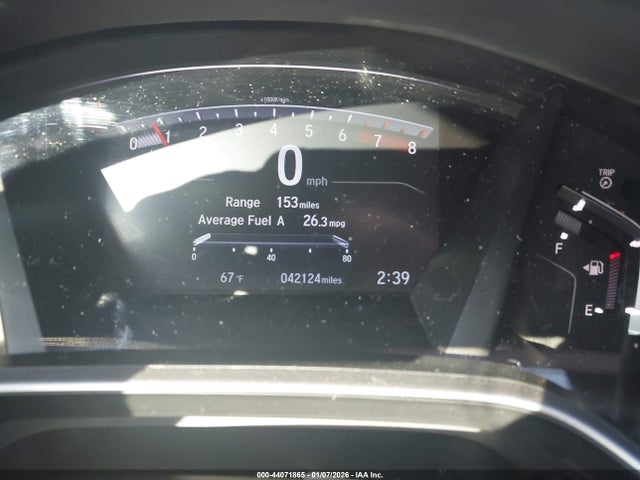 x1000r/min
0 1 2 3 4 5 6 7 8
0 mph
TRIP
Range 153 miles
Average Fuel A 26.3 mpg
0 40 80
F
E
67°F 042124 miles 2:39
000-44071865 - 01/07/2026 - IAA Inc.